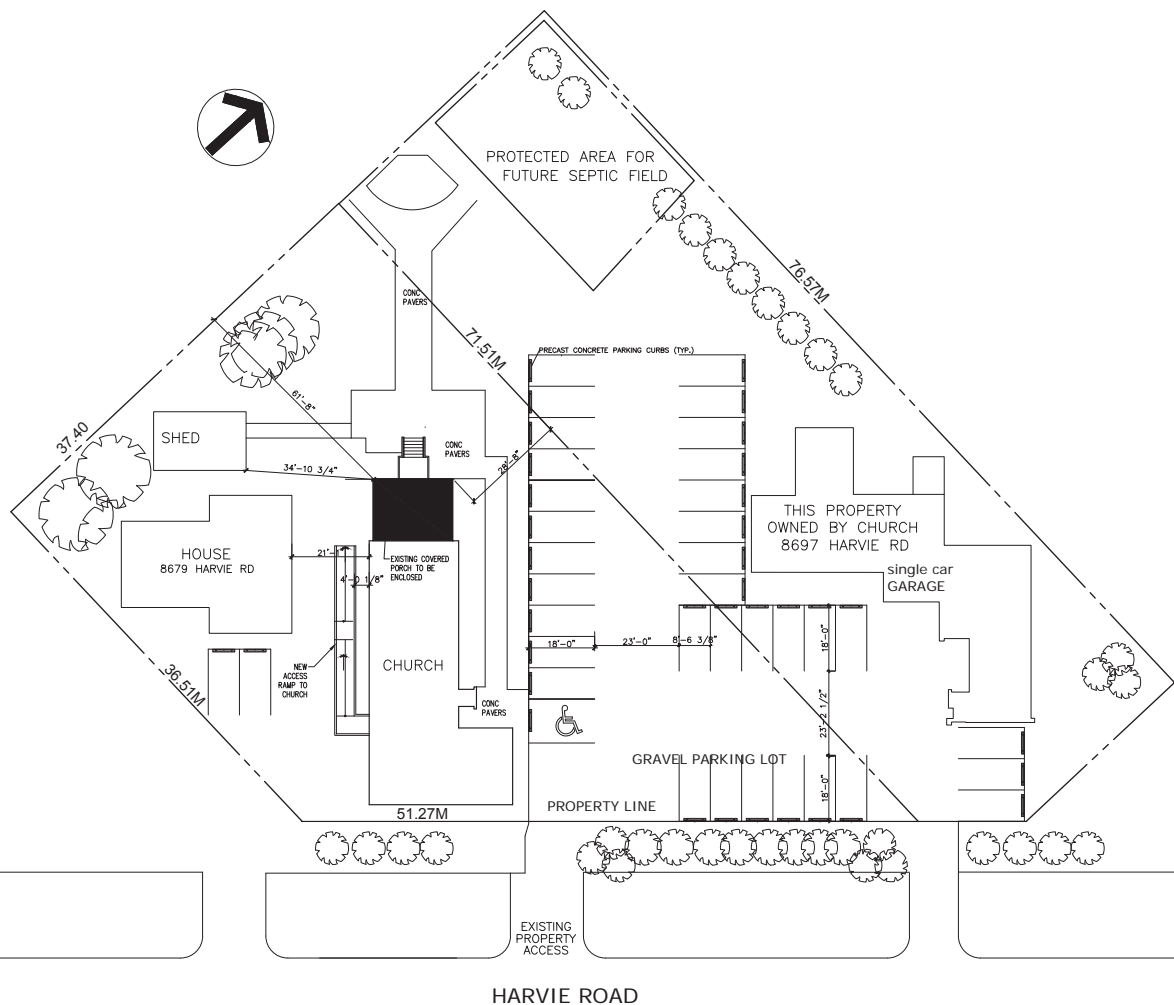 PROTECTED AREA FOR
FUTURE SEPTIC FIELD
CONC
PAVERS
76.57M
71.51M
PRECAST CONCRETE PARKING CURBS (TYP.)
61'-8"
37.40
SHED
CONC
PAVERS
28'-8"
34'-10 3/4"
THIS PROPERTY
OWNED BY CHURCH
8697 HARVIE RD
HOUSE
8679 HARVIE RD
21'-1"
EXISTING COVERED
PORCH TO BE
ENCLOSED
single car
GARAGE
4'-0 1/8"
18'-0"
23'-0"
8'-6 3/8"
18'-0"
CHURCH
NEW
ACCESS
RAMP TO
CHURCH
36.51M
CONC
PAVERS
23'-2 1/2"
GRAVEL PARKING LOT
18'-0"
PROPERTY LINE
51.27M
EXISTING
PROPERTY
ACCESS
HARVIE ROAD